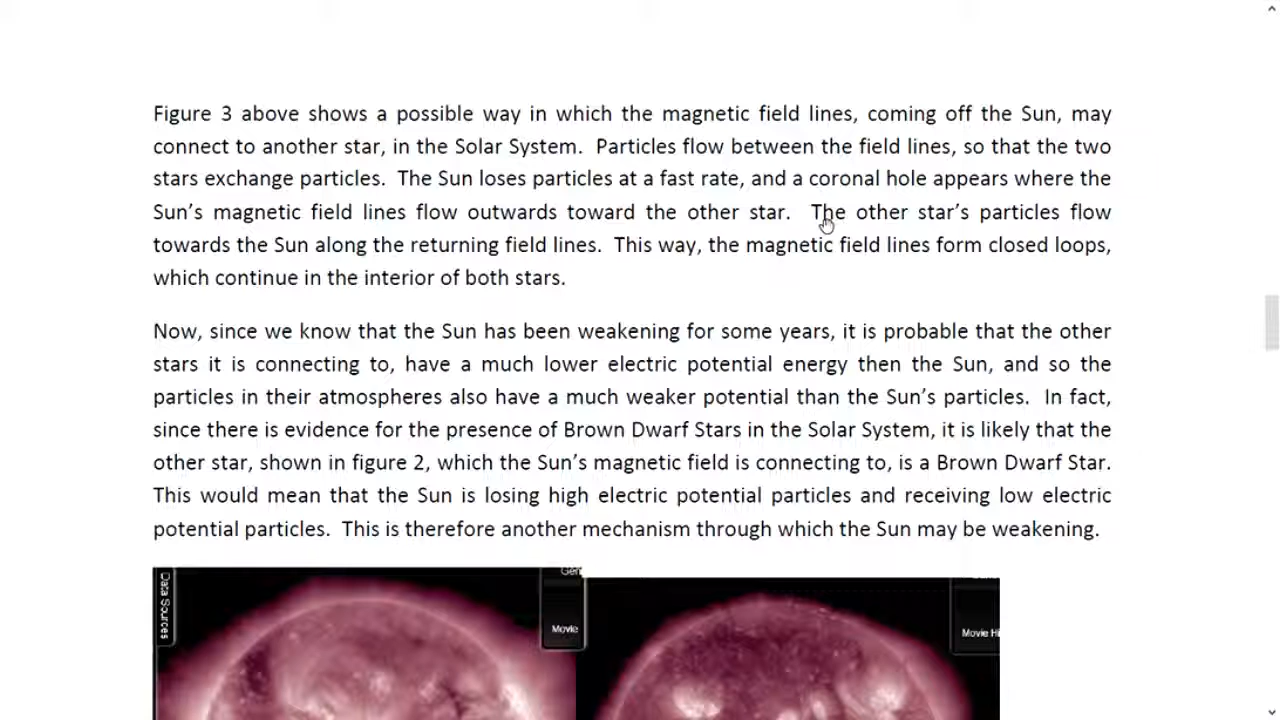 Figure 3 above shows a possible way in which the magnetic field lines, coming off the Sun, may
connect to another star, in the Solar System. Particles flow between the field lines, so that the two
stars exchange particles. The Sun loses particles at a fast rate, and a coronal hole appears where the
Sun's magnetic field lines flow outwards toward the other star. The other star's particles flow
towards the Sun along the returning field lines. This way, the magnetic field lines form closed loops,
which continue in the interior of both stars.
Now, since we know that the Sun has been weakening for some years, it is probable that the other
stars it is connecting to, have a much lower electric potential energy then the Sun, and so the
particles in their atmospheres also have a much weaker potential than the Sun's particles. In fact,
since there is evidence for the presence of Brown Dwarf Stars in the Solar System, it is likely that the
other star, shown in figure 2, which the Sun's magnetic field is connecting to, is a Brown Dwarf Star.
This would mean that the Sun is losing high electric potential particles and receiving low electric
potential particles. This is therefore another mechanism through which the Sun may be weakening.
Data Sources
Movie
Movie Hi